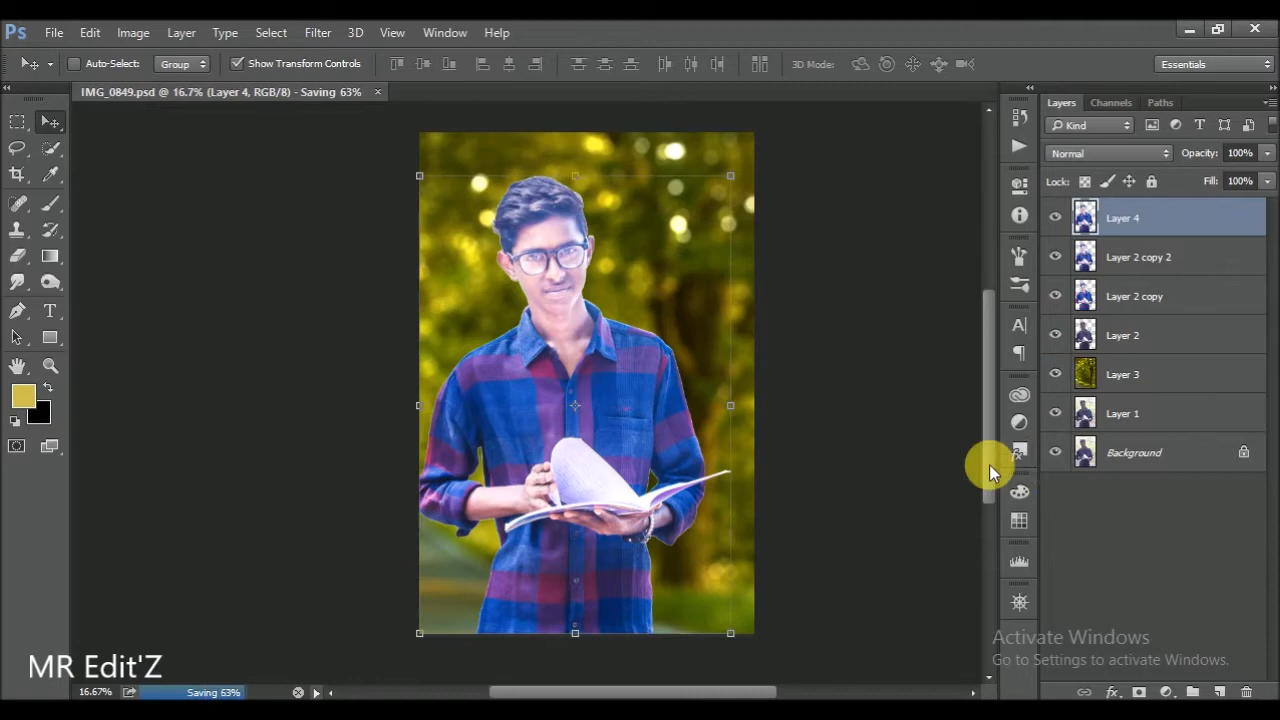 Ps File Edit Image Layer Type Select Filter 3D View Window Help
Auto-Select: Group Show Transform Controls 3D Mode: Essentials
IMG_0849.psd @ 16.7% (Layer 4, RGB/8) - Saving 63% ×
Layers Channels Paths
Kind
Normal Opacity: 100%
Lock: Fill: 100%
Layer 4
Layer 2 copy 2
Layer 2 copy
Layer 2
Layer 3
Layer 1
Background
Activate Windows
Go to Settings to activate Windows.
MR Edit'Z
16.67% Saving 63%